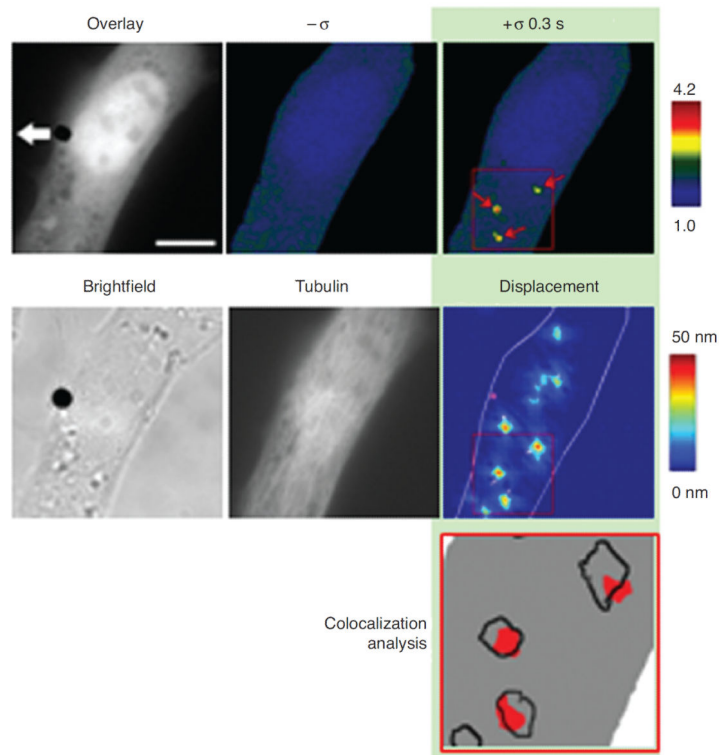 Overlay
−σ
+σ 0.3 s
4.2
1.0
Brightfield
Tubulin
Displacement
50 nm
0 nm
Colocalization
analysis